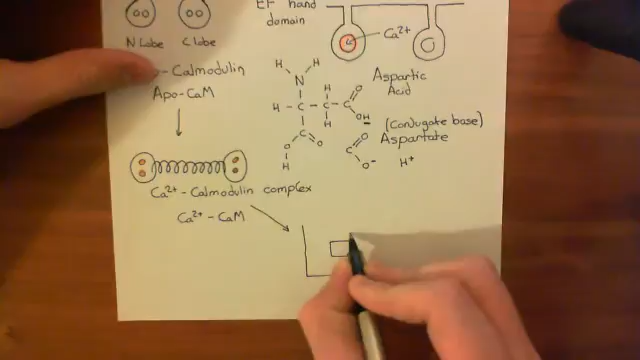 N Lobe
C lobe
- Calmodulin
Apo-CaM
Ca2+ - Calmodulin complex
Ca2+ - CaM
EF hand
domain
Ca2+
H H
N
H - C - C - C
H
H
O
OH
C
O
O
H
Aspartic
Acid
(Conjugate base)
Aspartate
C
O
O-
H+